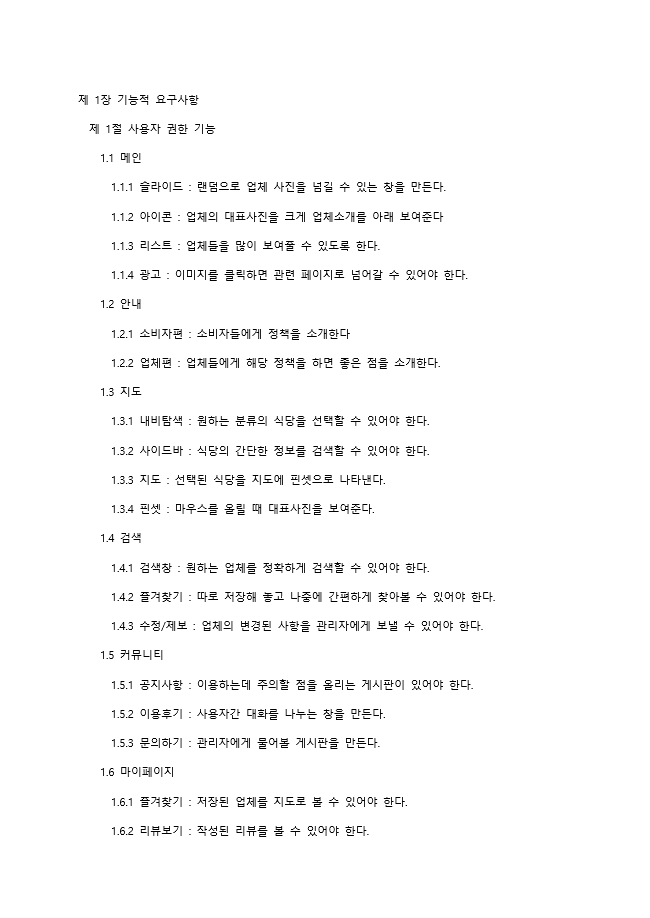 제 1장 기능적 요구사항
제 1절 사용자 권한 기능
1.1 메인
1.1.1 슬라이드 : 랜덤으로 업체 사진을 넘길 수 있는 창을 만든다.
1.1.2 아이콘 : 업체의 대표사진을 크게 업체소개를 아래 보여준다
1.1.3 리스트 : 업체들을 많이 보여줄 수 있도록 한다.
1.1.4 광고 : 이미지를 클릭하면 관련 페이지로 넘어갈 수 있어야 한다.
1.2 안내
1.2.1 소비자편 : 소비자들에게 정책을 소개한다
1.2.2 업체편 : 업체들에게 해당 정책을 하면 좋은 점을 소개한다.
1.3 지도
1.3.1 내비탐색 : 원하는 분류의 식당을 선택할 수 있어야 한다.
1.3.2 사이드바 : 식당의 간단한 정보를 검색할 수 있어야 한다.
1.3.3 지도 : 선택된 식당을 지도에 핀셋으로 나타낸다.
1.3.4 핀셋 : 마우스를 올릴 때 대표사진을 보여준다.
1.4 검색
1.4.1 검색창 : 원하는 업체를 정확하게 검색할 수 있어야 한다.
1.4.2 즐겨찾기 : 따로 저장해 놓고 나중에 간편하게 찾아볼 수 있어야 한다.
1.4.3 수정/제보 : 업체의 변경된 사항을 관리자에게 보낼 수 있어야 한다.
1.5 커뮤니티
1.5.1 공지사항 : 이용하는데 주의할 점을 올리는 게시판이 있어야 한다.
1.5.2 이용후기 : 사용자간 대화를 나누는 창을 만든다.
1.5.3 문의하기 : 관리자에게 물어볼 게시판을 만든다.
1.6 마이페이지
1.6.1 즐겨찾기 : 저장된 업체를 지도로 볼 수 있어야 한다.
1.6.2 리뷰보기 : 작성된 리뷰를 볼 수 있어야 한다.